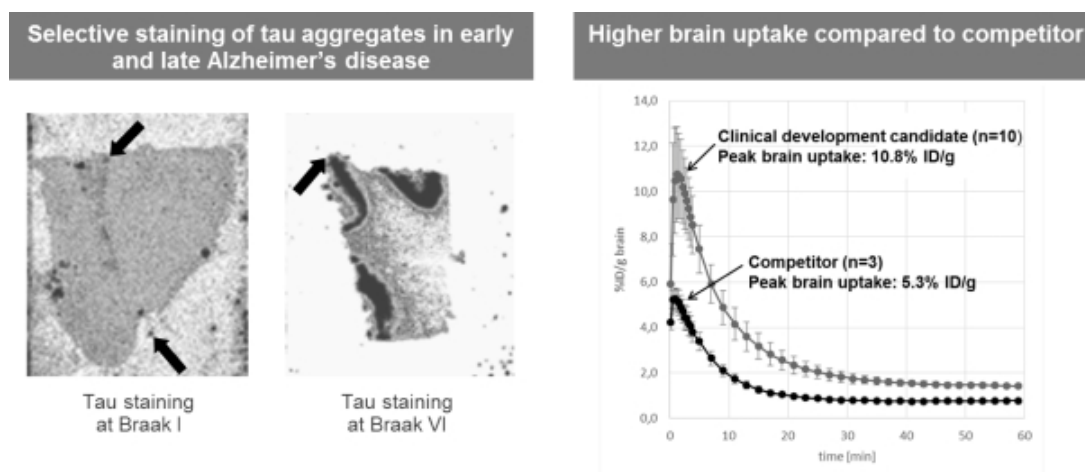 Selective staining of tau aggregates in early
and late Alzheimer's disease
Tau staining
at Braak I
Tau staining
at Braak VI
Higher brain uptake compared to competitor
14,0
12,0
10,0
8,0
6,0
4,0
2,0
0,0
%ID/g brain
Clinical development candidate (n=10)
Peak brain uptake: 10.8% ID/g
Competitor (n=3)
Peak brain uptake: 5.3% ID/g
0 10 20 30 40 50 60
time [min]